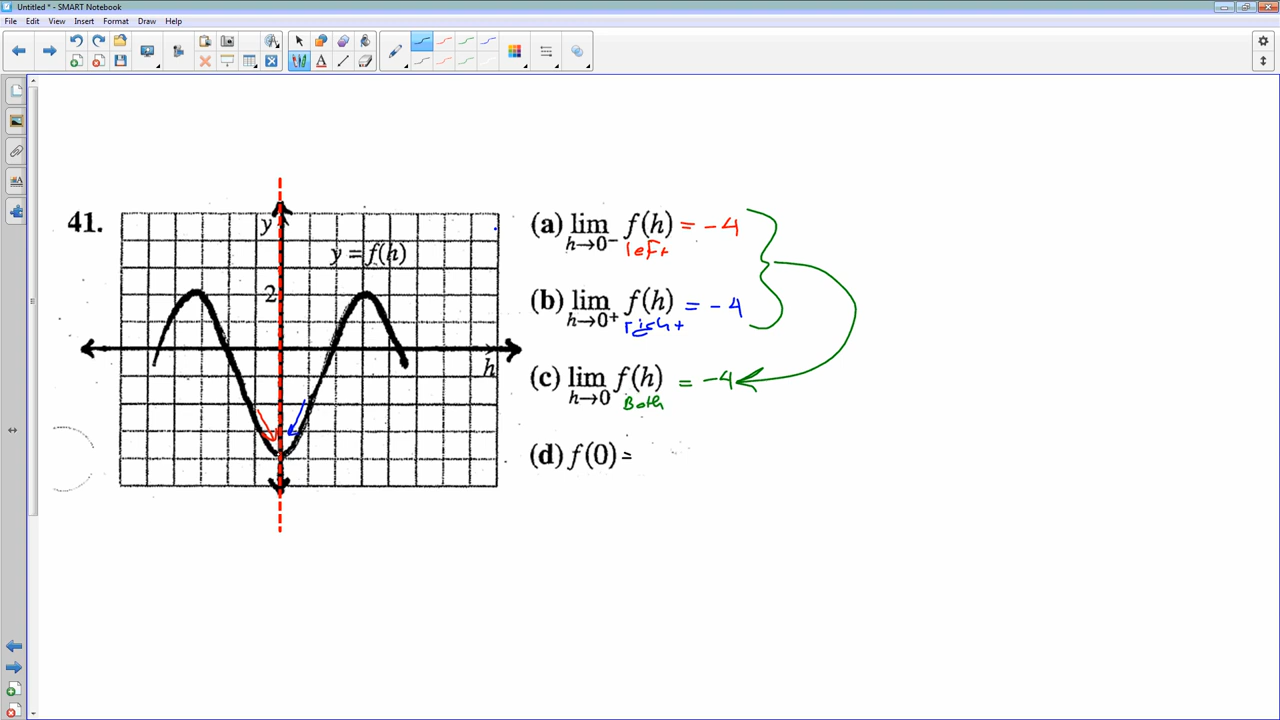 Untitled * - SMART Notebook
File Edit View Insert Format Draw Help
41.
y
y = f(h)
2
h
(a) lim h→0⁻ f(h) = -4
left
(b) lim h→0⁺ f(h) = -4
right
(c) lim h→0 f(h) = -4
Both
(d) f(0) =